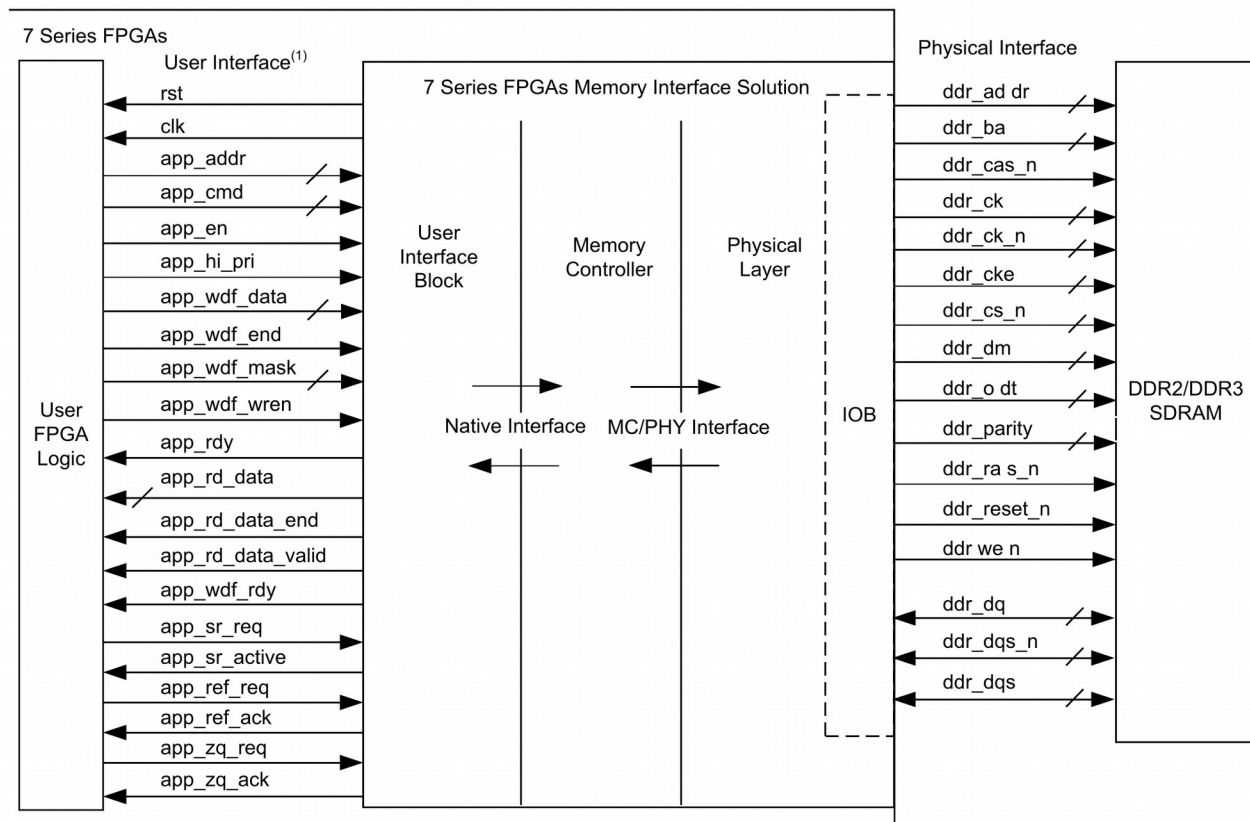 7 Series FPGAs
User Interface(1)
Physical Interface
7 Series FPGAs Memory Interface Solution
rst
clk
app_addr
app_cmd
app_en
app_hi_pri
app_wdf_data
app_wdf_end
app_wdf_mask
app_wdf_wren
app_rdy
app_rd_data
app_rd_data_end
app_rd_data_valid
app_wdf_rdy
app_sr_req
app_sr_active
app_ref_req
app_ref_ack
app_zq_req
app_zq_ack
User
FPGA
Logic
User
Interface
Block
Memory
Controller
Physical
Layer
Native Interface
MC/PHY Interface
IOB
ddr_ad dr
ddr_ba
ddr_cas_n
ddr_ck
ddr_ck_n
ddr_cke
ddr_cs_n
ddr_dm
ddr_o dt
ddr_parity
ddr_ra s_n
ddr_reset_n
ddr we n
ddr_dq
ddr_dqs_n
ddr_dqs
DDR2/DDR3
SDRAM